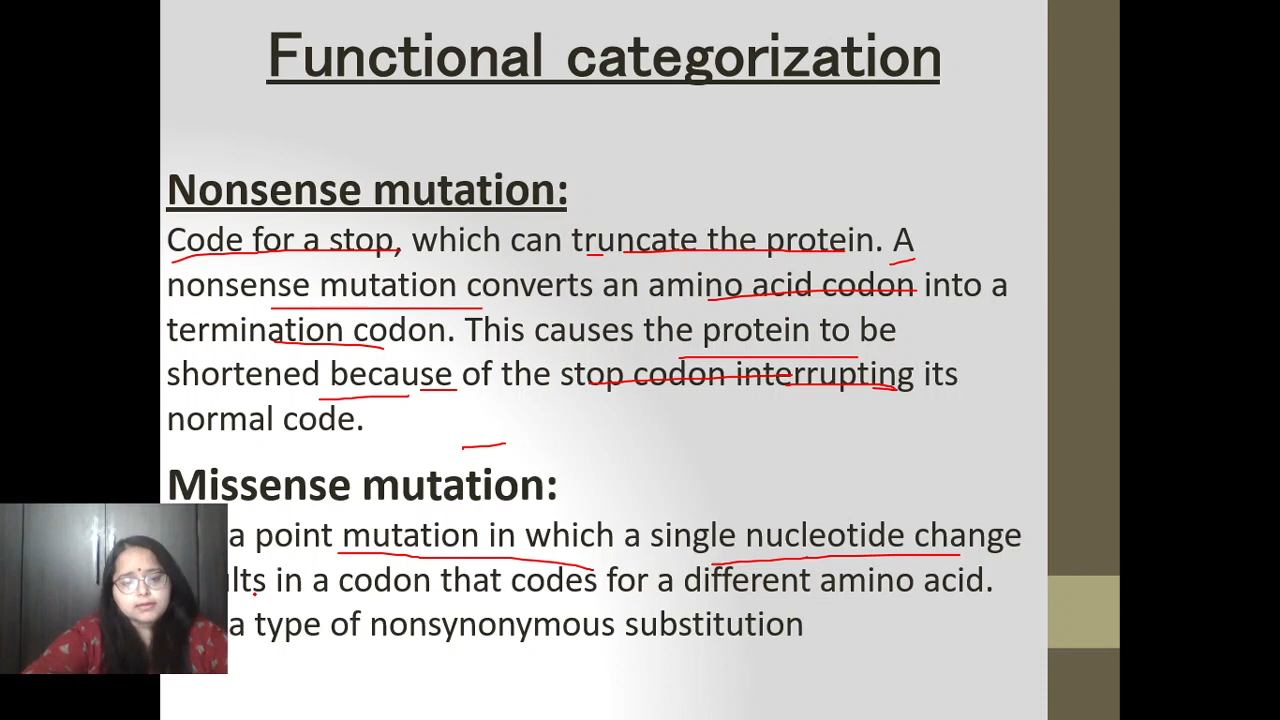 Functional categorization
Nonsense mutation:
Code for a stop, which can truncate the protein. A
nonsense mutation converts an amino acid codon into a
termination codon. This causes the protein to be
shortened because of the stop codon interrupting its
normal code.
Missense mutation:
a point mutation in which a single nucleotide change
in a codon that codes for a different amino acid.
a type of nonsynonymous substitution